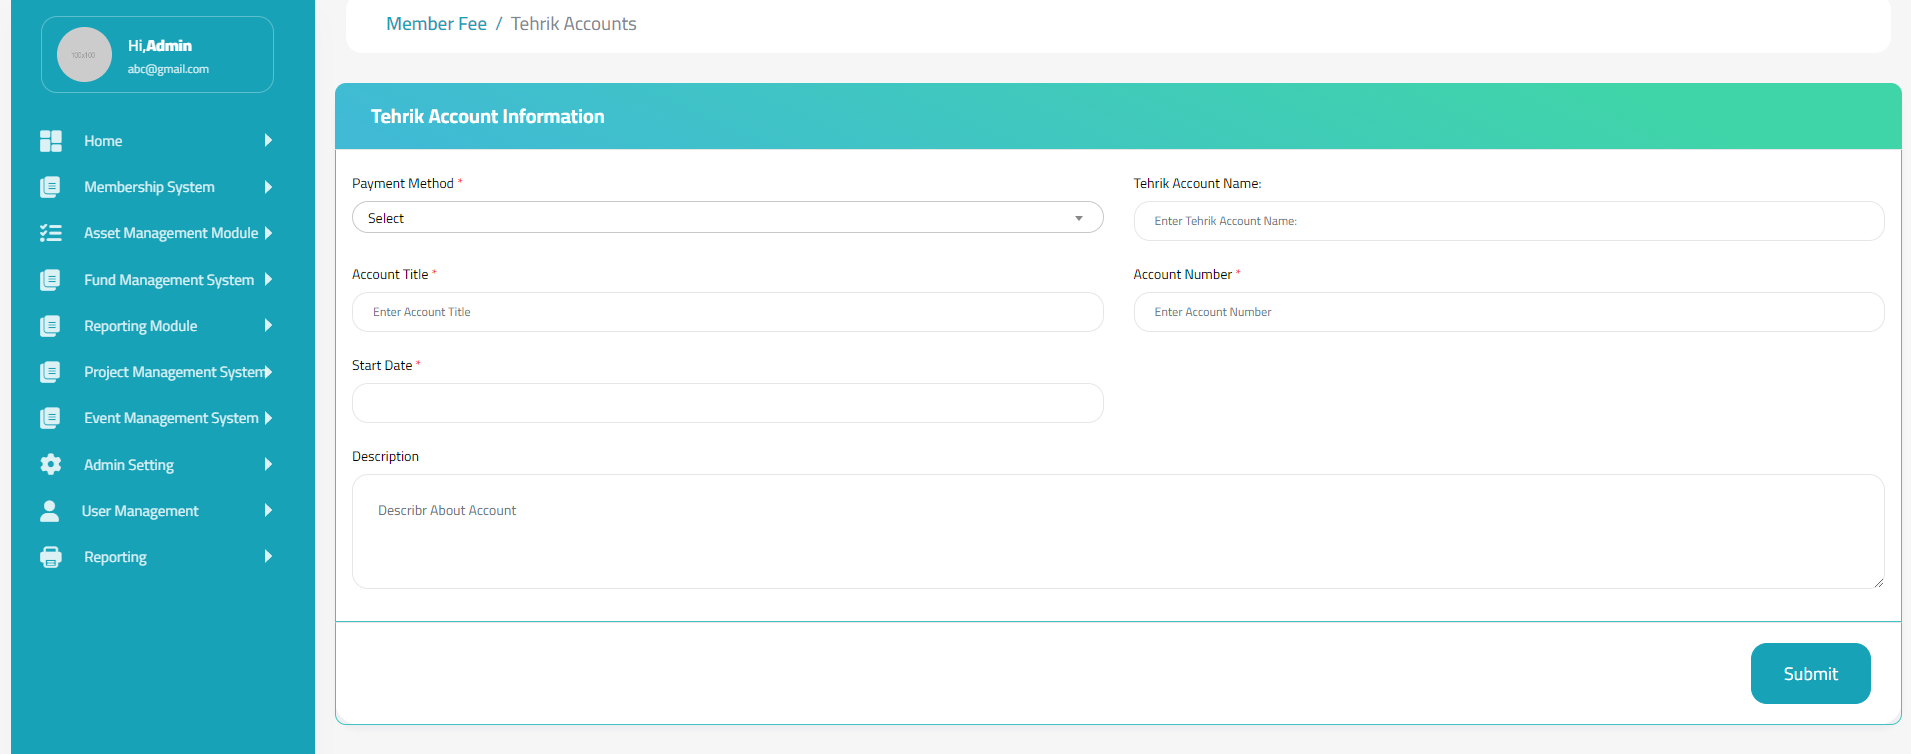 Hi,Admin
abc@gmail.com
100x100
Home
Membership System
Asset Management Module
Fund Management System
Reporting Module
Project Management System
Event Management System
Admin Setting
User Management
Reporting
Member Fee / Tehrik Accounts
Tehrik Account Information
Payment Method *
Select
Tehrik Account Name:
Enter Tehrik Account Name:
Account Title *
Enter Account Title
Account Number *
Enter Account Number
Start Date *
Description
Describr About Account
Submit